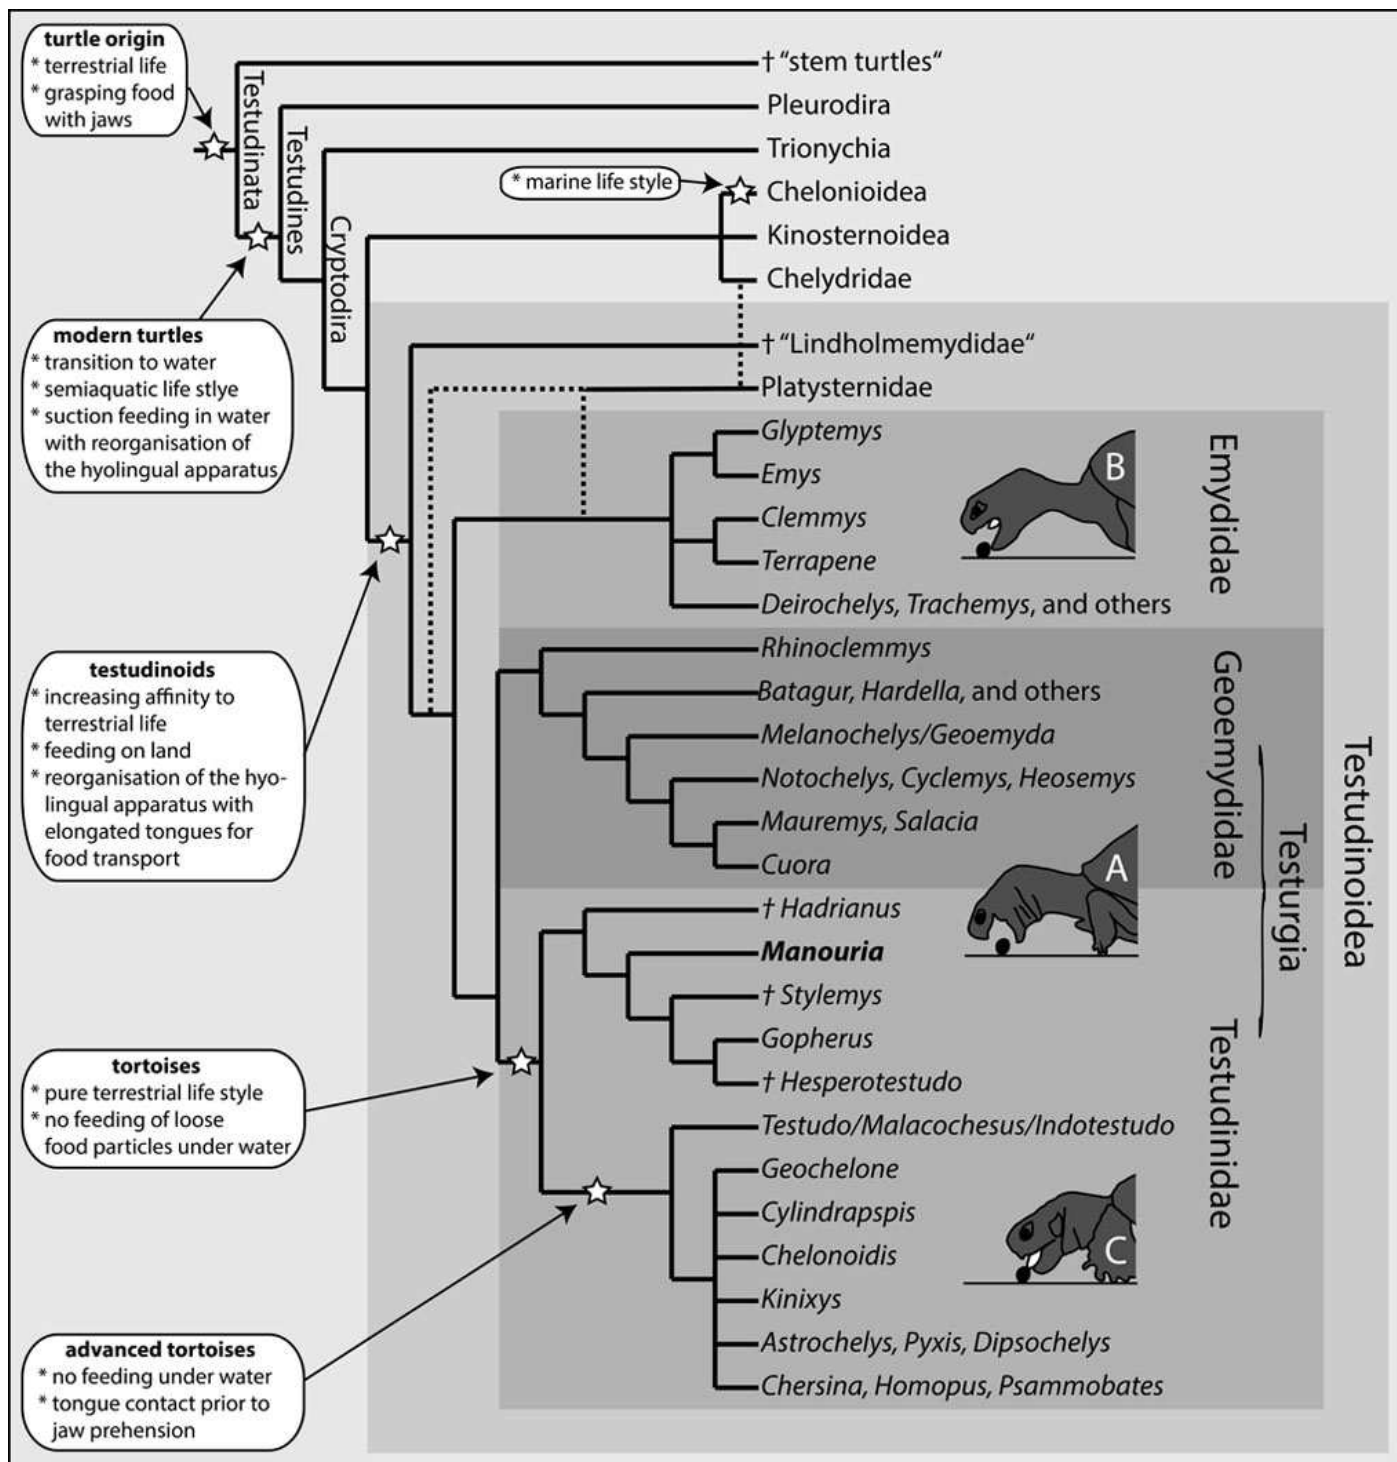 turtle origin
* terrestrial life
* grasping food
with jaws
Testudinata
Testudines
Cryptodira
† “stem turtles“
Pleurodira
Trionychia
* marine life style
Chelonioidea
Kinosternoidea
Chelydridae
modern turtles
* transition to water
* semiaquatic life stlye
* suction feeding in water
with reorganisation of
the hyolingual apparatus
† “Lindholmemydidae“
Platysternidae
Glyptemys
Emys
Clemmys
Terrapene
Deirochelys, Trachemys, and others
B
Emydidae
testudinoids
* increasing affinity to
terrestrial life
* feeding on land
* reorganisation of the hyo-
lingual apparatus with
elongated tongues for
food transport
Rhinoclemmys
Batagur, Hardella, and others
Melanochelys/Geoemyda
Notochelys, Cyclemys, Heosemys
Mauremys, Salacia
Cuora
A
Geoemydidae
Testurgia
Testudinoidea
† Hadrianus
Manouria
† Stylemys
Gopherus
† Hesperotestudo
Testudo/Malacochesus/Indotestudo
Geochelone
Cylindrapspis
Chelonoidis
Kinixys
Astrochelys, Pyxis, Dipsochelys
Chersina, Homopus, Psammobates
C
Testudinidae
tortoises
* pure terrestrial life style
* no feeding of loose
food particles under water
advanced tortoises
* no feeding under water
* tongue contact prior to
jaw prehension